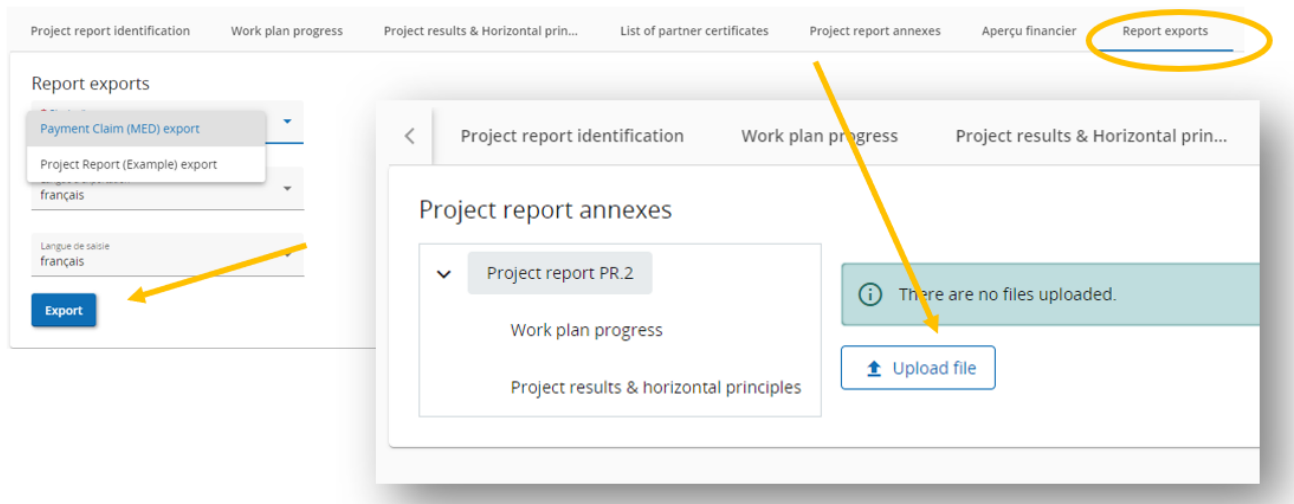 Project report identification
Work plan progress
Project results & Horizontal prin...
List of partner certificates
Project report annexes
Aperçu financier
Report exports
Report exports
Payment Claim (MED) export
Project Report (Example) export
français
Langue de saisie
français
Export
Project report identification
Work plan progress
Project results & Horizontal prin...
Project report annexes
Project report PR.2
Work plan progress
Project results & horizontal principles
There are no files uploaded.
Upload file